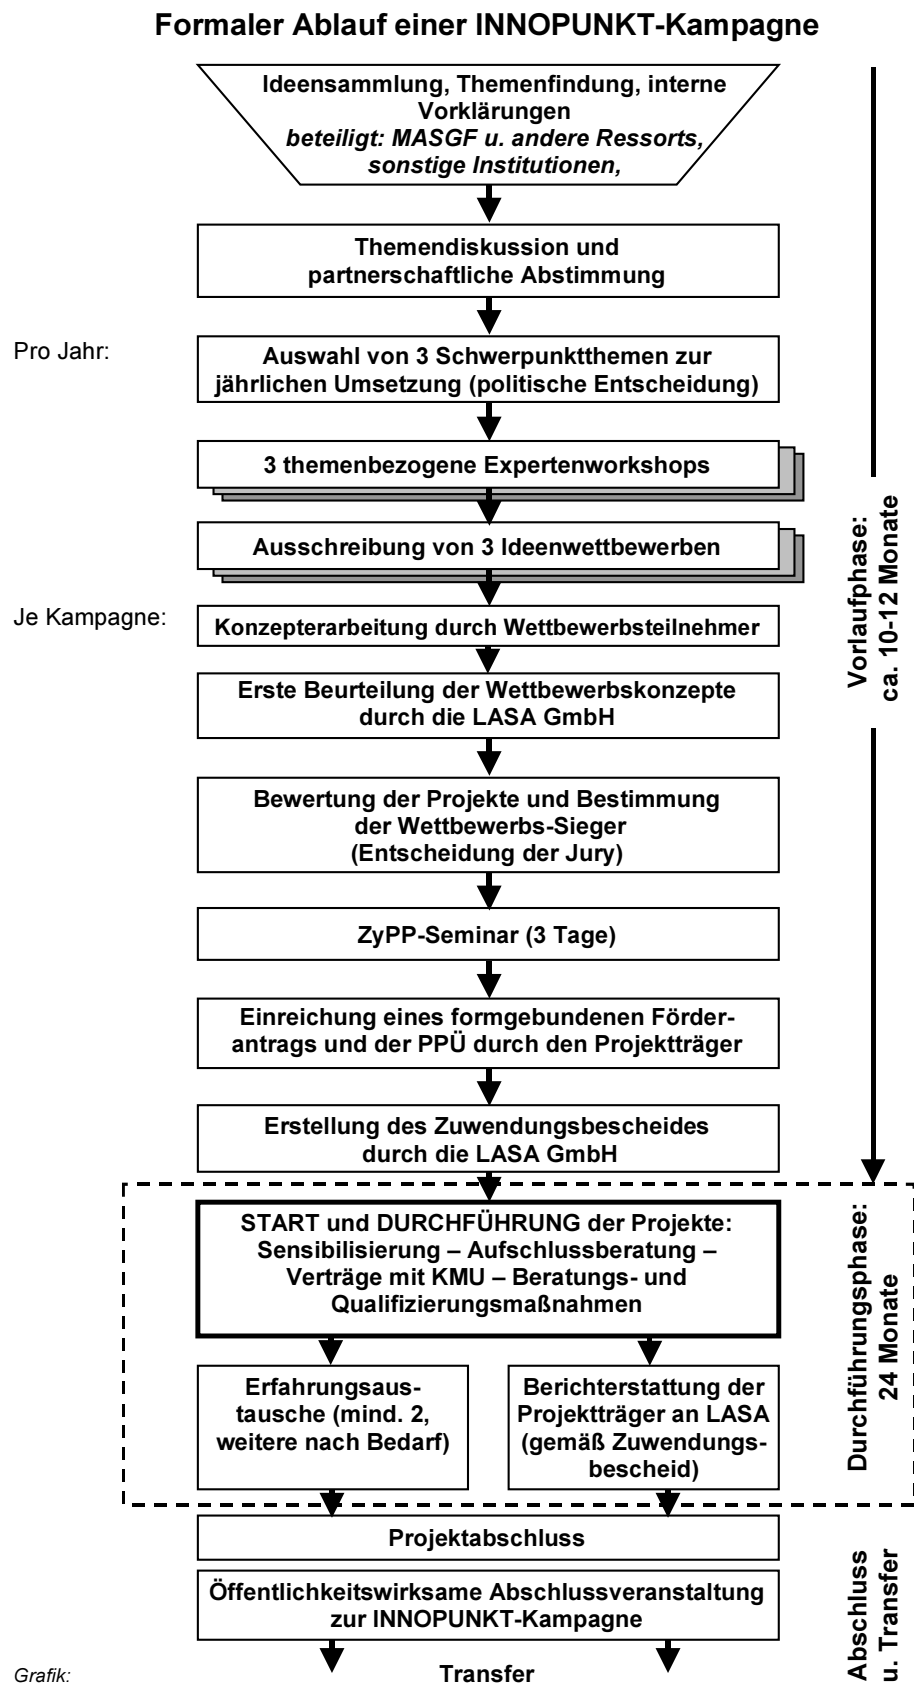 Formaler Ablauf einer INNOPUNKT-Kampagne
Ideensammlung, Themenfindung, interne
Vorklärungen
beteiligt: MASGF u. andere Ressorts,
sonstige Institutionen,
Themendiskussion und
partnerschaftliche Abstimmung
Pro Jahr:
Auswahl von 3 Schwerpunktthemen zur
jährlichen Umsetzung (politische Entscheidung)
3 themenbezogene Expertenworkshops
Ausschreibung von 3 Ideenwettbewerben
Je Kampagne:
Konzepterarbeitung durch Wettbewerbsteilnehmer
Erste Beurteilung der Wettbewerbskonzepte
durch die LASA GmbH
Bewertung der Projekte und Bestimmung
der Wettbewerbs-Sieger
(Entscheidung der Jury)
ZyPP-Seminar (3 Tage)
Einreichung eines formgebundenen Förder-
antrags und der PPÜ durch den Projektträger
Erstellung des Zuwendungsbescheides
durch die LASA GmbH
Vorlaufphase:
ca. 10-12 Monate
START und DURCHFÜHRUNG der Projekte:
Sensibilisierung – Aufschlussberatung –
Verträge mit KMU – Beratungs- und
Qualifizierungsmaßnahmen
Erfahrungsaus-
tausche (mind. 2,
weitere nach Bedarf)
Berichterstattung der
Projektträger an LASA
(gemäß Zuwendungs-
bescheid)
Durchführungsphase:
24 Monate
Projektabschluss
Öffentlichkeitswirksame Abschlussveranstaltung
zur INNOPUNKT-Kampagne
Abschluss
u. Transfer
Grafik:
Transfer